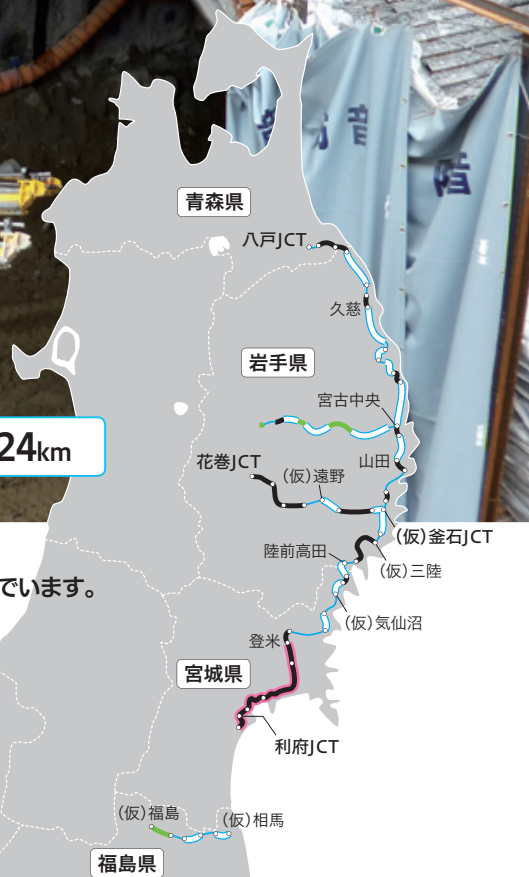 青森県
八戸JCT
久慈
岩手県
宮古中央
24km
花巻JCT
(仮)遠野
山田
(仮)釜石JCT
陸前高田
(仮)三陸
でいます。
(仮)気仙沼
登米
宮城県
利府JCT
(仮)福島
(仮)相馬
福島県